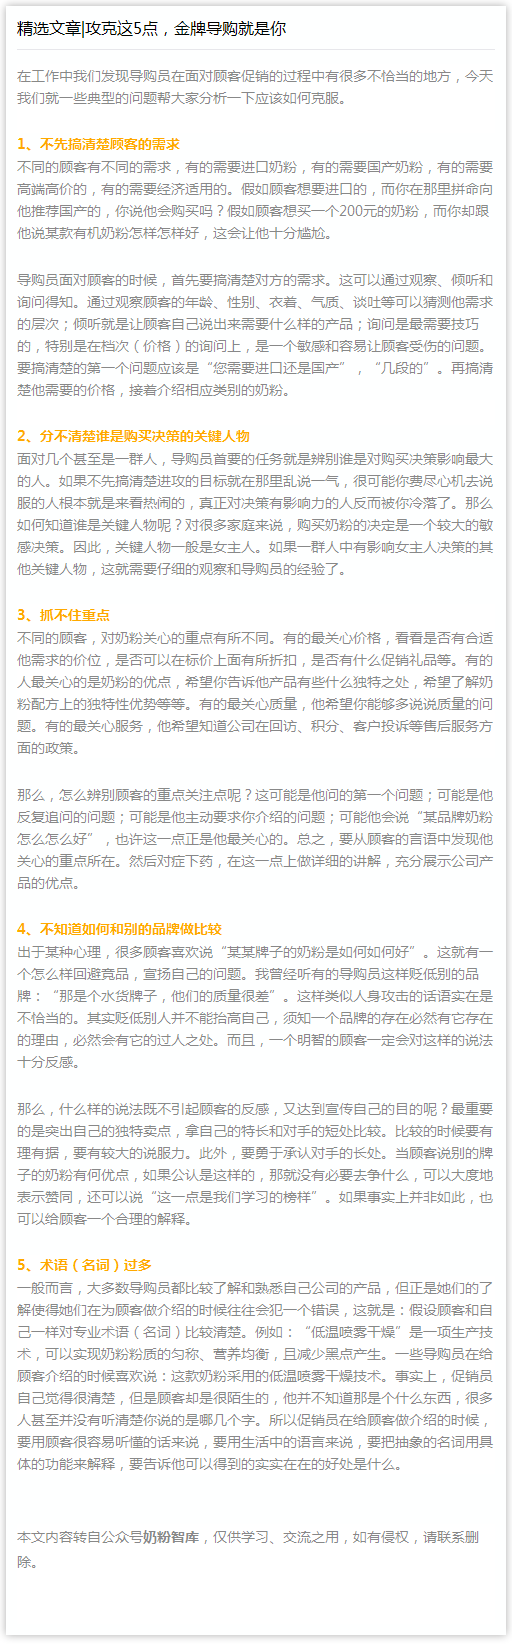 精选文章|攻克这5点，金牌导购就是你
在工作中我们发现导购员在面对顾客促销的过程中有很多不恰当的地方，今天
我们就一些典型的问题帮大家分析一下应该如何克服。
1、不先搞清楚顾客的需求
不同的顾客有不同的需求，有的需要进口奶粉，有的需要国产奶粉，有的需要
高端高价的，有的需要经济适用的。假如顾客想要进口的，而你在那里拼命向
他推荐国产的，你说他会购买吗？假如顾客想买一个200元的奶粉，而你却跟
他说某款有机奶粉怎样怎样好，这会让他十分尴尬。
导购员面对顾客的时候，首先要搞清楚对方的需求。这可以通过观察、倾听和
询问得知。通过观察顾客的年龄、性别、衣着、气质、谈吐等可以猜测他需求
的层次；倾听就是让顾客自己说出来需要什么样的产品；询问是最需要技巧
的，特别是在档次（价格）的询问上，是一个敏感和容易让顾客受伤的问题。
要搞清楚的第一个问题应该是“您需要进口还是国产”，“几段的”。再搞清
楚他需要的价格，接着介绍相应类别的奶粉。
2、分不清楚谁是购买决策的关键人物
面对几个甚至是一群人，导购员首要的任务就是辨别谁是对购买决策影响最大
的人。如果不先搞清楚进攻的目标就在那里乱说一气，很可能你费尽心机去说
服的人根本就是来看热闹的，真正对决策有影响力的人反而被你冷落了。那么
如何知道谁是关键人物呢？对很多家庭来说，购买奶粉的决定是一个较大的敏
感决策。因此，关键人物一般是女主人。如果一群人中有影响女主人决策的其
他关键人物，这就需要仔细的观察和导购员的经验了。
3、抓不住重点
不同的顾客，对奶粉关心的重点有所不同。有的最关心价格，看看是否有合适
他需求的价位，是否可以在标价上面有所折扣，是否有什么促销礼品等。有的
人最关心的是奶粉的优点，希望你告诉他产品有些什么独特之处，希望了解奶
粉配方上的独特性优势等等。有的最关心质量，他希望你能够多说说质量的问
题。有的最关心服务，他希望知道公司在回访、积分、客户投诉等售后服务方
面的政策。
那么，怎么辨别顾客的重点关注点呢？这可能是他问的第一个问题；可能是他
反复追问的问题；可能是他主动要求你介绍的问题；可能他会说“某品牌奶粉
怎么怎么好”，也许这一点正是他最关心的。总之，要从顾客的言语中发现他
关心的重点所在。然后对症下药，在这一点上做详细的讲解，充分展示公司产
品的优点。
4、不知道如何和别的品牌做比较
出于某种心理，很多顾客喜欢说“某某牌子的奶粉是如何如何好”。这就有一
个怎么样回避竞品，宣扬自己的问题。我曾经听有的导购员这样贬低别的品
牌：“那是个水货牌子，他们的质量很差”。这样类似人身攻击的话语实在是
不恰当的。其实贬低别人并不能抬高自己，须知一个品牌的存在必然有它存在
的理由，必然会有它的过人之处。而且，一个明智的顾客一定会对这样的说法
十分反感。
那么，什么样的说法既不引起顾客的反感，又达到宣传自己的目的呢？最重要
的是突出自己的独特卖点，拿自己的特长和对手的短处比较。比较的时候要有
理有据，要有较大的说服力。此外，要勇于承认对手的长处。当顾客说别的牌
子的奶粉有何优点，如果公认是这样的，那就没有必要去争什么，可以大度地
表示赞同，还可以说“这一点是我们学习的榜样”。如果事实上并非如此，也
可以给顾客一个合理的解释。
5、术语（名词）过多
一般而言，大多数导购员都比较了解和熟悉自己公司的产品，但正是她们的了
解使得她们在为顾客做介绍的时候往往会犯一个错误，这就是：假设顾客和自
己一样对专业术语（名词）比较清楚。例如：“低温喷雾干燥”是一项生产技
术，可以实现奶粉粉质的匀称、营养均衡，且减少黑点产生。一些导购员在给
顾客介绍的时候喜欢说：这款奶粉采用的低温喷雾干燥技术。事实上，促销员
自己觉得很清楚，但是顾客却是很陌生的，他并不知道那是个什么东西，很多
人甚至并没有听清楚你说的是哪几个字。所以促销员在给顾客做介绍的时候，
要用顾客很容易听懂的话来说，要用生活中的语言来说，要把抽象的名词用具
体的功能来解释，要告诉他可以得到的实实在在的好处是什么。
本文内容转自公众号奶粉智库，仅供学习、交流之用，如有侵权，请联系删
除。